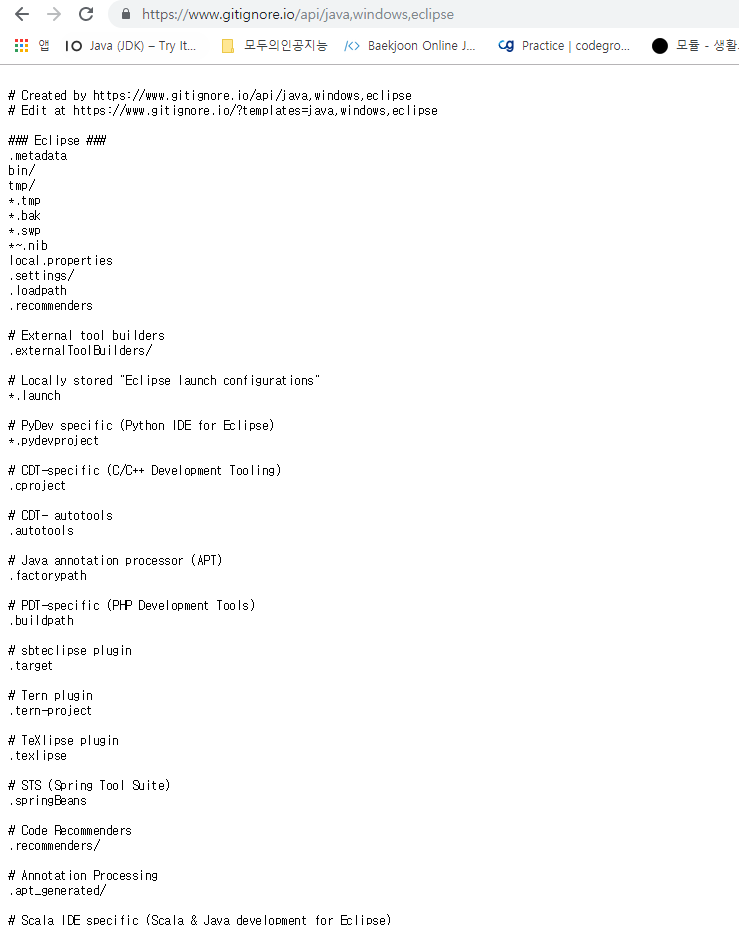 https://www.gitignore.io/api/java,windows,eclipse
앱
Java (JDK) – Try It...
모두의인공지능
</> Baekjoon Online J...
cg Practice | codegro...
모듈 - 생활
# Created by https://www.gitignore.io/api/java,windows,eclipse
# Edit at https://www.gitignore.io/?templates=java,windows,eclipse
### Eclipse ###
.metadata
bin/
tmp/
*.tmp
*.bak
*.swp
*~.nib
local.properties
.settings/
.loadpath
.recommenders
# External tool builders
.externalToolBuilders/
# Locally stored "Eclipse launch configurations"
*.launch
# PyDev specific (Python IDE for Eclipse)
*.pydevproject
# CDT-specific (C/C++ Development Tooling)
.cproject
# CDT- autotools
.autotools
# Java annotation processor (APT)
.factorypath
# PDT-specific (PHP Development Tools)
.buildpath
# sbteclipse plugin
.target
# Tern plugin
.tern-project
# TeXlipse plugin
.texlipse
# STS (Spring Tool Suite)
.springBeans
# Code Recommenders
.recommenders/
# Annotation Processing
.apt_generated/
# Scala IDE specific (Scala & Java development for Eclipse)